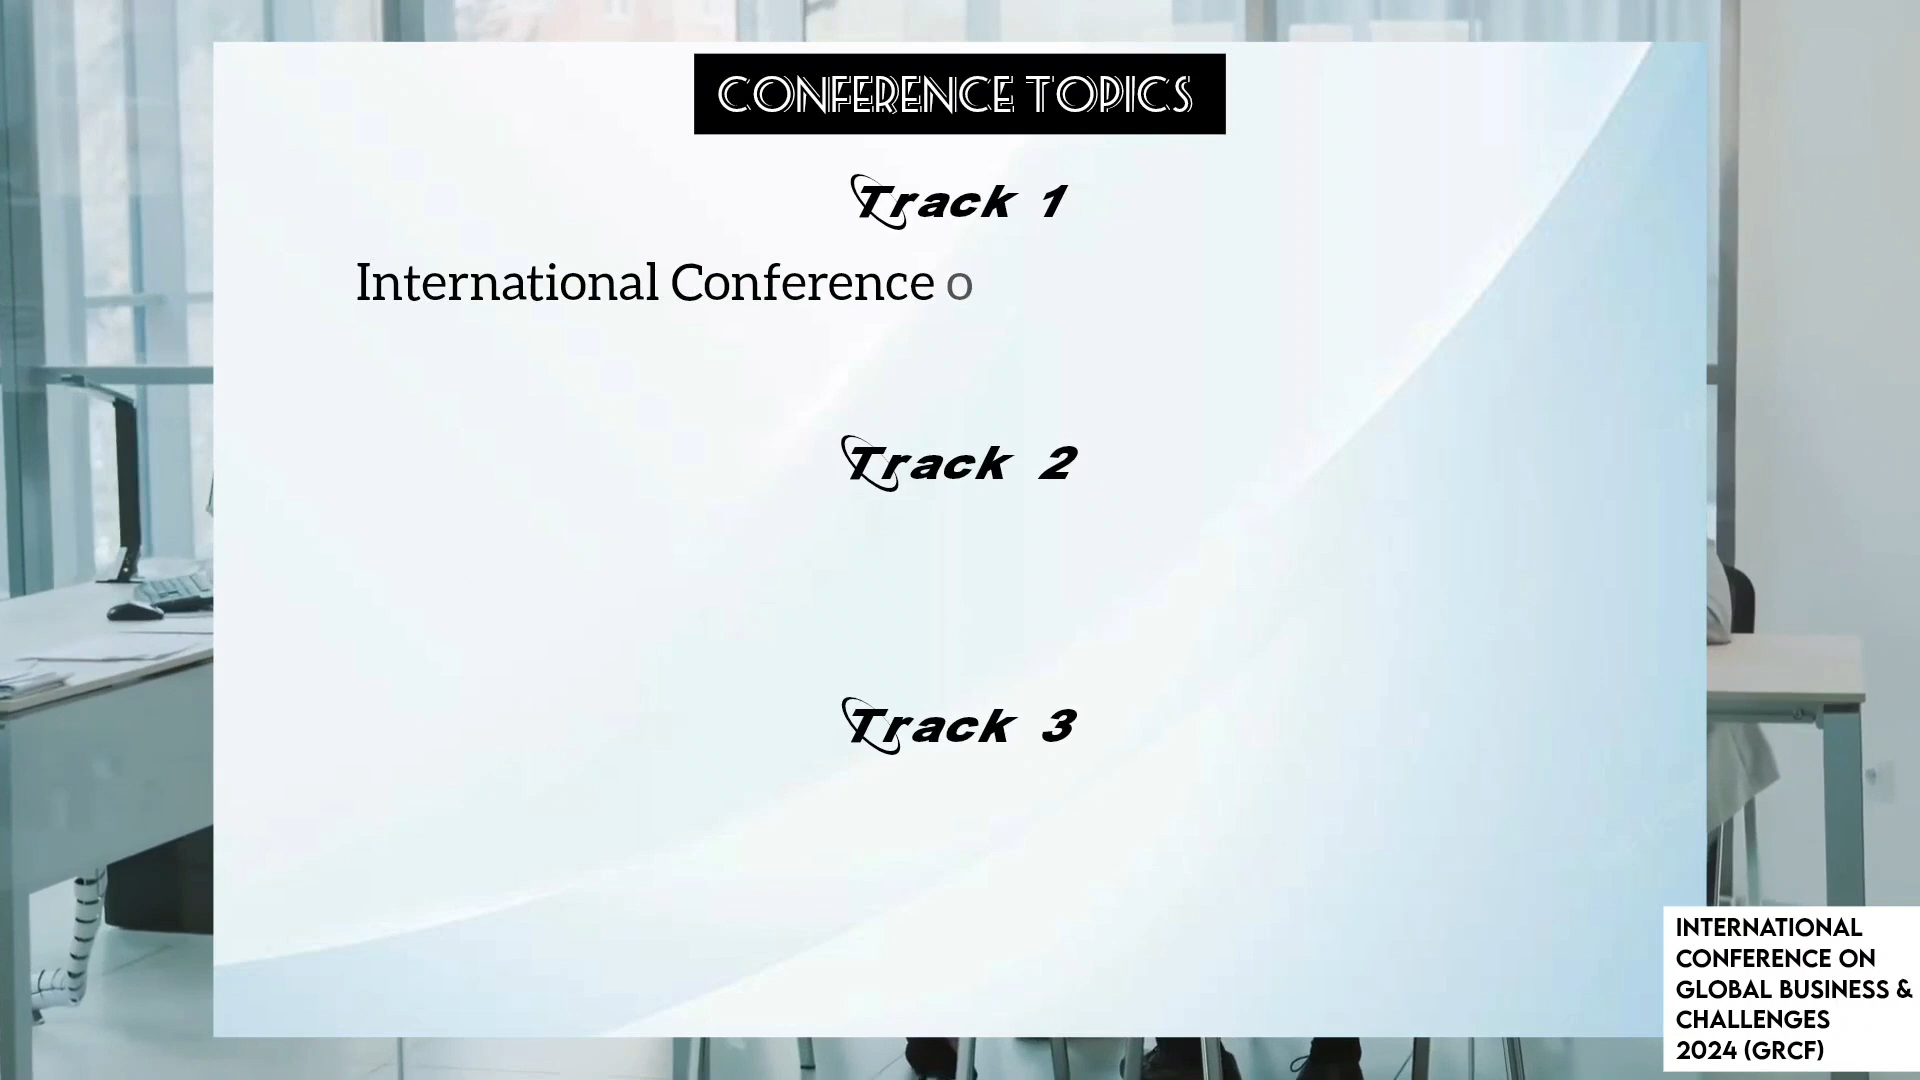 CONFERENCE TOPICS
Track 1
International Conference o
Track 2
Track 3
INTERNATIONAL
CONFERENCE ON
GLOBAL BUSINESS &
CHALLENGES
2024 (GRCF)